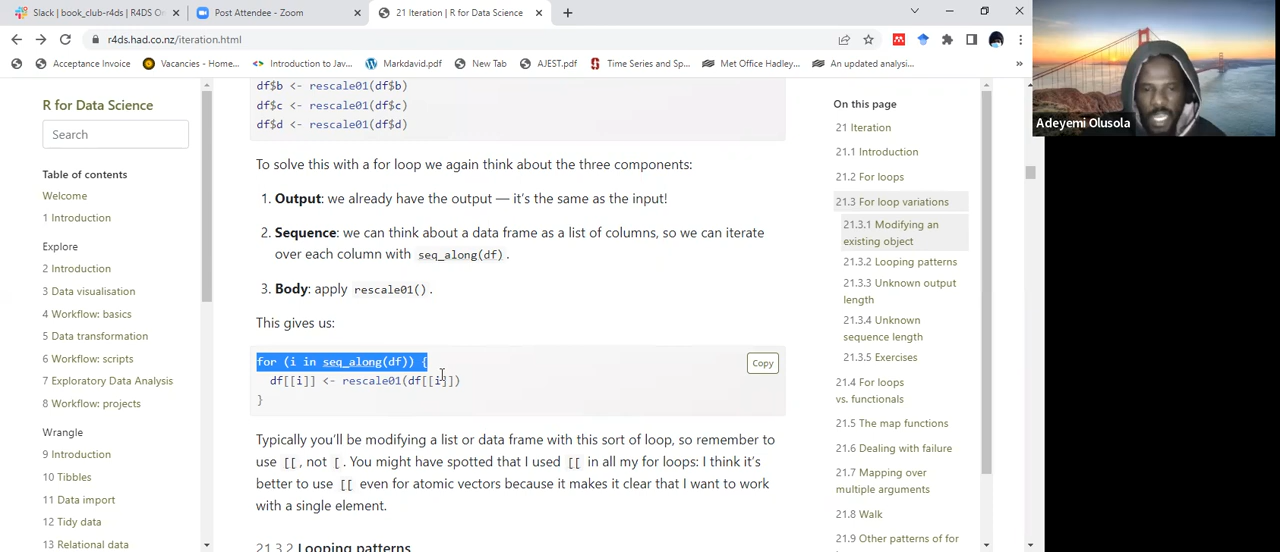 Slack | book_club-r4ds | R4DS O
Post Attendee - Zoom
21 Iteration | R for Data Science
r4ds.had.co.nz/iteration.html
Acceptance Invoice
Vacancies - Home...
Introduction to Jav...
Markdavid.pdf
New Tab
AJEST.pdf
Time Series and Sp...
Met Office Hadley...
An updated analysi...
»
R for Data Science
Search
Table of contents
Welcome
1 Introduction
Explore
2 Introduction
3 Data visualisation
4 Workflow: basics
5 Data transformation
6 Workflow: scripts
7 Exploratory Data Analysis
8 Workflow: projects
Wrangle
9 Introduction
10 Tibbles
11 Data import
12 Tidy data
13 Relational data
df$b <- rescale01(df$b)
df$c <- rescale01(df$c)
df$d <- rescale01(df$d)
To solve this with a for loop we again think about the three components:
1. Output: we already have the output — it's the same as the input!
2. Sequence: we can think about a data frame as a list of columns, so we can iterate
over each column with seq_along(df).
3. Body: apply rescale01().
This gives us:
for (i in seq_along(df)) {
df[[i]] <- rescale01(df[[i]])
}
Copy
Typically you'll be modifying a list or data frame with this sort of loop, so remember to
use [[, not [. You might have spotted that I used [[ in all my for loops: I think it's
better to use [[ even for atomic vectors because it makes it clear that I want to work
with a single element.
21.3.2 Looping patterns
On this page
21 Iteration
21.1 Introduction
21.2 For loops
21.3 For loop variations
21.3.1 Modifying an
existing object
21.3.2 Looping patterns
21.3.3 Unknown output
length
21.3.4 Unknown
sequence length
21.3.5 Exercises
21.4 For loops
vs. functionals
21.5 The map functions
21.6 Dealing with failure
21.7 Mapping over
multiple arguments
21.8 Walk
21.9 Other patterns of for
Adeyemi Olusola